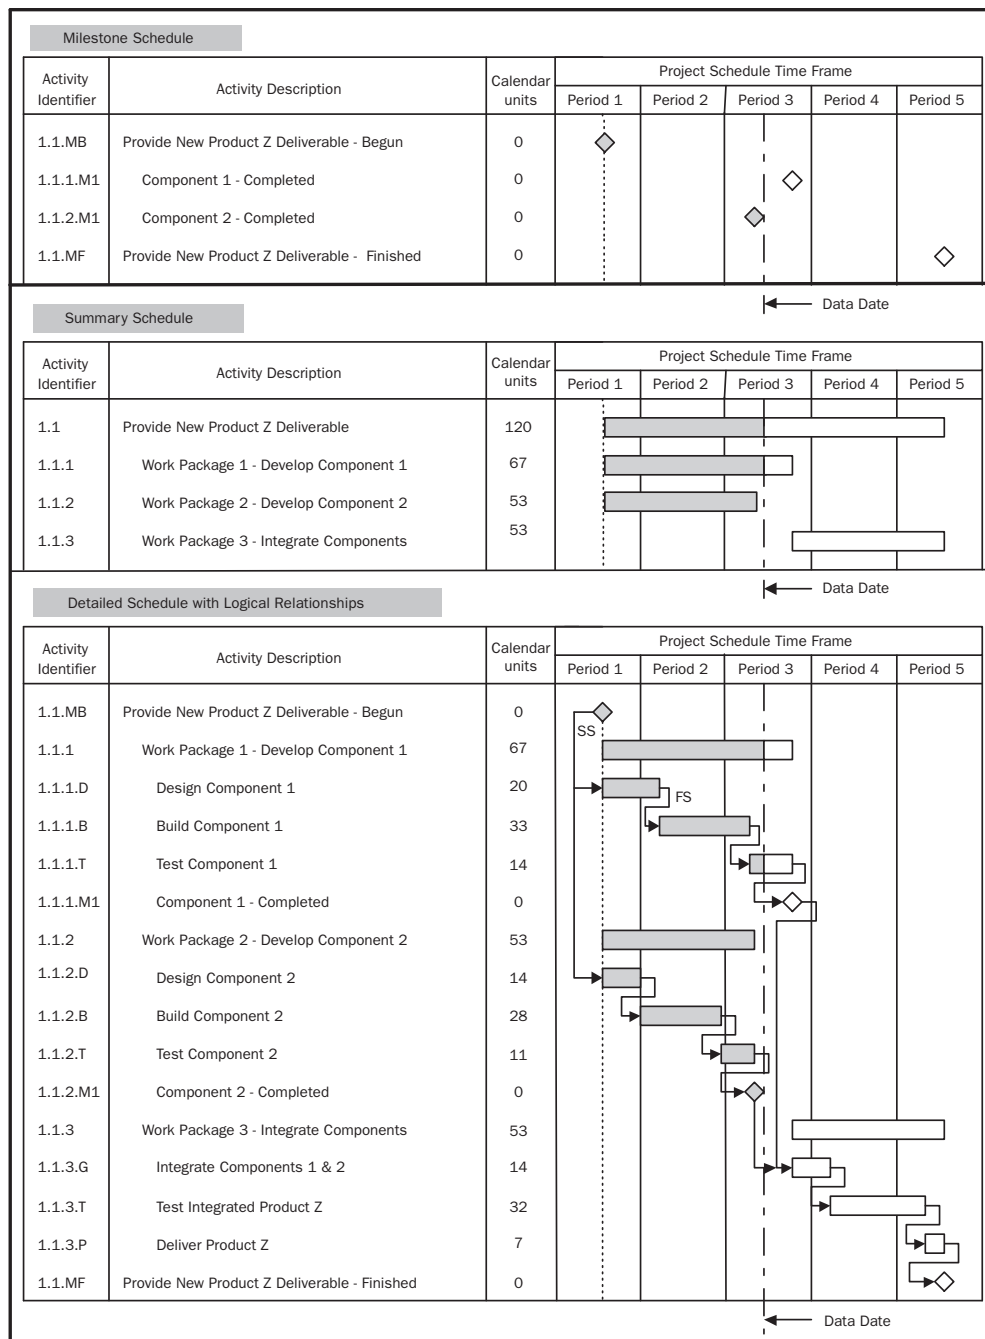 Milestone Schedule
Activity Identifier Activity Description Calendar units Project Schedule Time Frame
Period 1 Period 2 Period 3 Period 4 Period 5
1.1.MB Provide New Product Z Deliverable - Begun 0
1.1.1.M1 Component 1 - Completed 0
1.1.2.M1 Component 2 - Completed 0
1.1.MF Provide New Product Z Deliverable - Finished 0
Data Date
Summary Schedule
Activity Identifier Activity Description Calendar units Project Schedule Time Frame
Period 1 Period 2 Period 3 Period 4 Period 5
1.1 Provide New Product Z Deliverable 120
1.1.1 Work Package 1 - Develop Component 1 67
1.1.2 Work Package 2 - Develop Component 2 53
1.1.3 Work Package 3 - Integrate Components 53
Data Date
Detailed Schedule with Logical Relationships
Activity Identifier Activity Description Calendar units Project Schedule Time Frame
Period 1 Period 2 Period 3 Period 4 Period 5
1.1.MB Provide New Product Z Deliverable - Begun 0
SS
1.1.1 Work Package 1 - Develop Component 1 67
1.1.1.D Design Component 1 20
FS
1.1.1.B Build Component 1 33
1.1.1.T Test Component 1 14
1.1.1.M1 Component 1 - Completed 0
1.1.2 Work Package 2 - Develop Component 2 53
1.1.2.D Design Component 2 14
1.1.2.B Build Component 2 28
1.1.2.T Test Component 2 11
1.1.2.M1 Component 2 - Completed 0
1.1.3 Work Package 3 - Integrate Components 53
1.1.3.G Integrate Components 1 & 2 14
1.1.3.T Test Integrated Product Z 32
1.1.3.P Deliver Product Z 7
1.1.MF Provide New Product Z Deliverable - Finished 0
Data Date